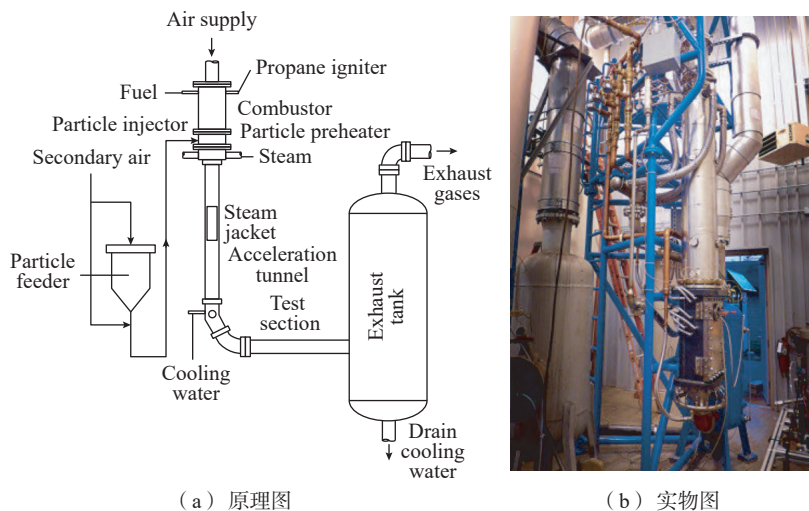 Air supply
Propane igniter
Fuel
Combustor
Particle injector
Particle preheater
Secondary air
Steam
Exhaust
gases
Steam
jacket
Particle
feeder
Acceleration
tunnel
Test
section
Exhaust
tank
Cooling
water
Drain
cooling
water
(a) 原理图
(b) 实物图